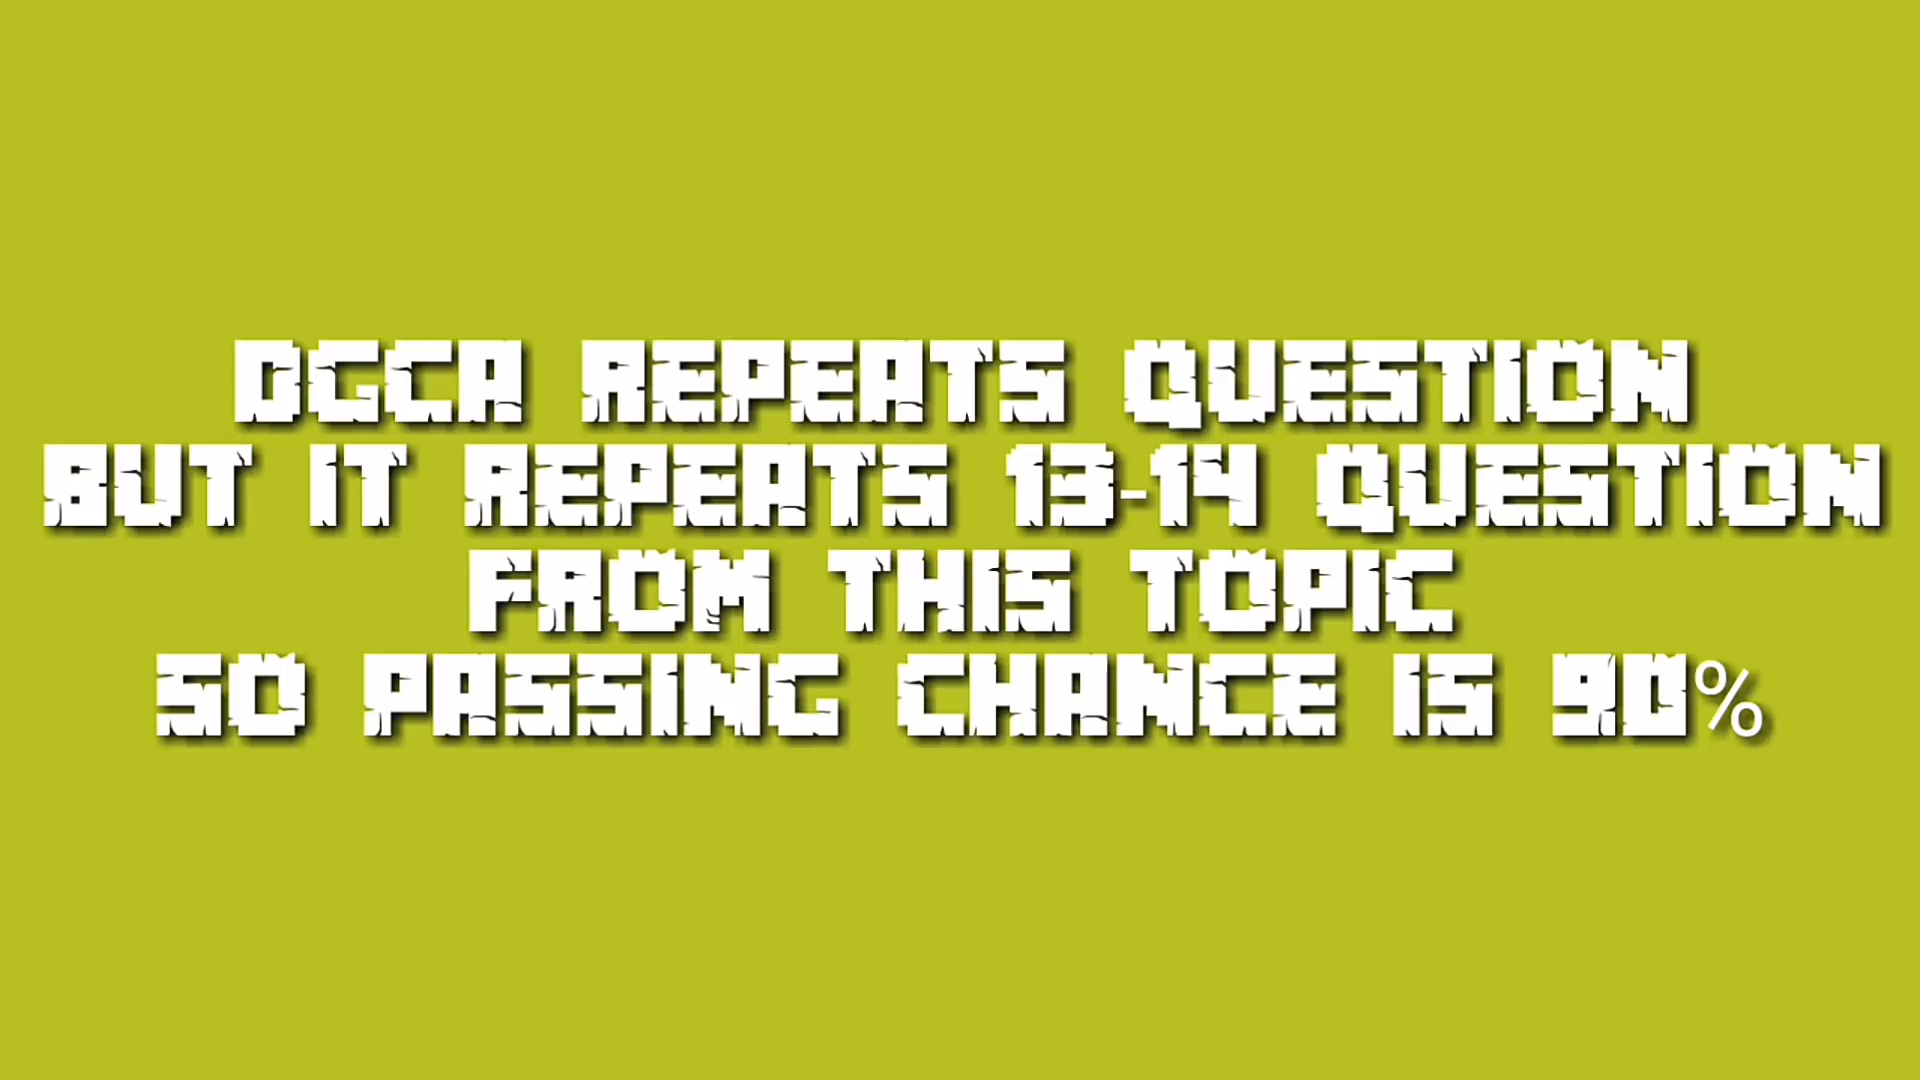 DGCA REPEATS QUESTION
BUT IT REPEATS 13-14 QUESTION
FROM THIS TOPIC
SO PASSING CHANCE IS 90%